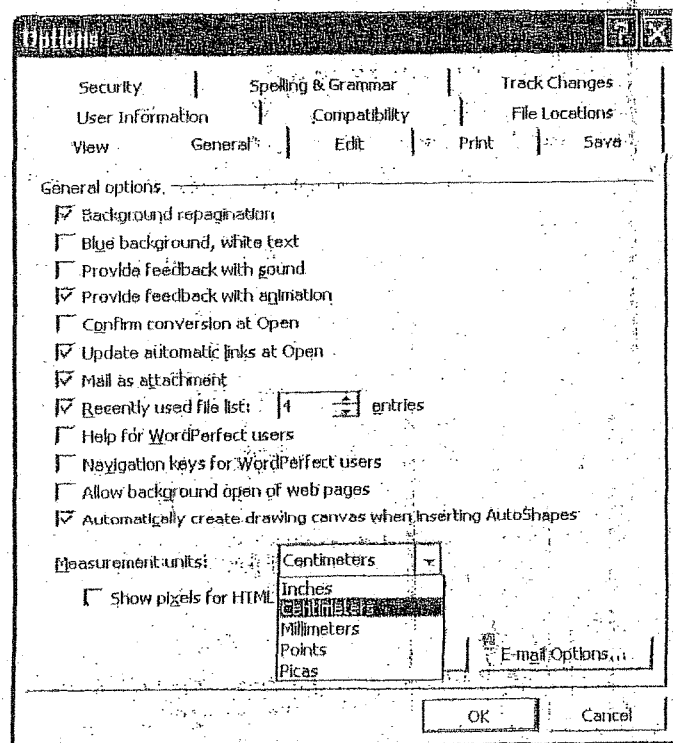 Options
Security Spelling & Grammar Track Changes
User Information Compatibility File Locations
View General Edit Print Save
General options
Background repagination
Blue background, white text
Provide feedback with sound
Provide feedback with animation
Confirm conversion at Open
Update automatic links at Open
Mail as attachment
Recently used file list: 4 entries
Help for WordPerfect users
Navigation keys for WordPerfect users
Allow background open of web pages
Automatically create drawing canvas when inserting AutoShapes
Measurement units: Centimeters
Inches
Show pixels for HTML
Centimeters
Millimeters
Points
E-mail Options...
Picas
OK Cancel